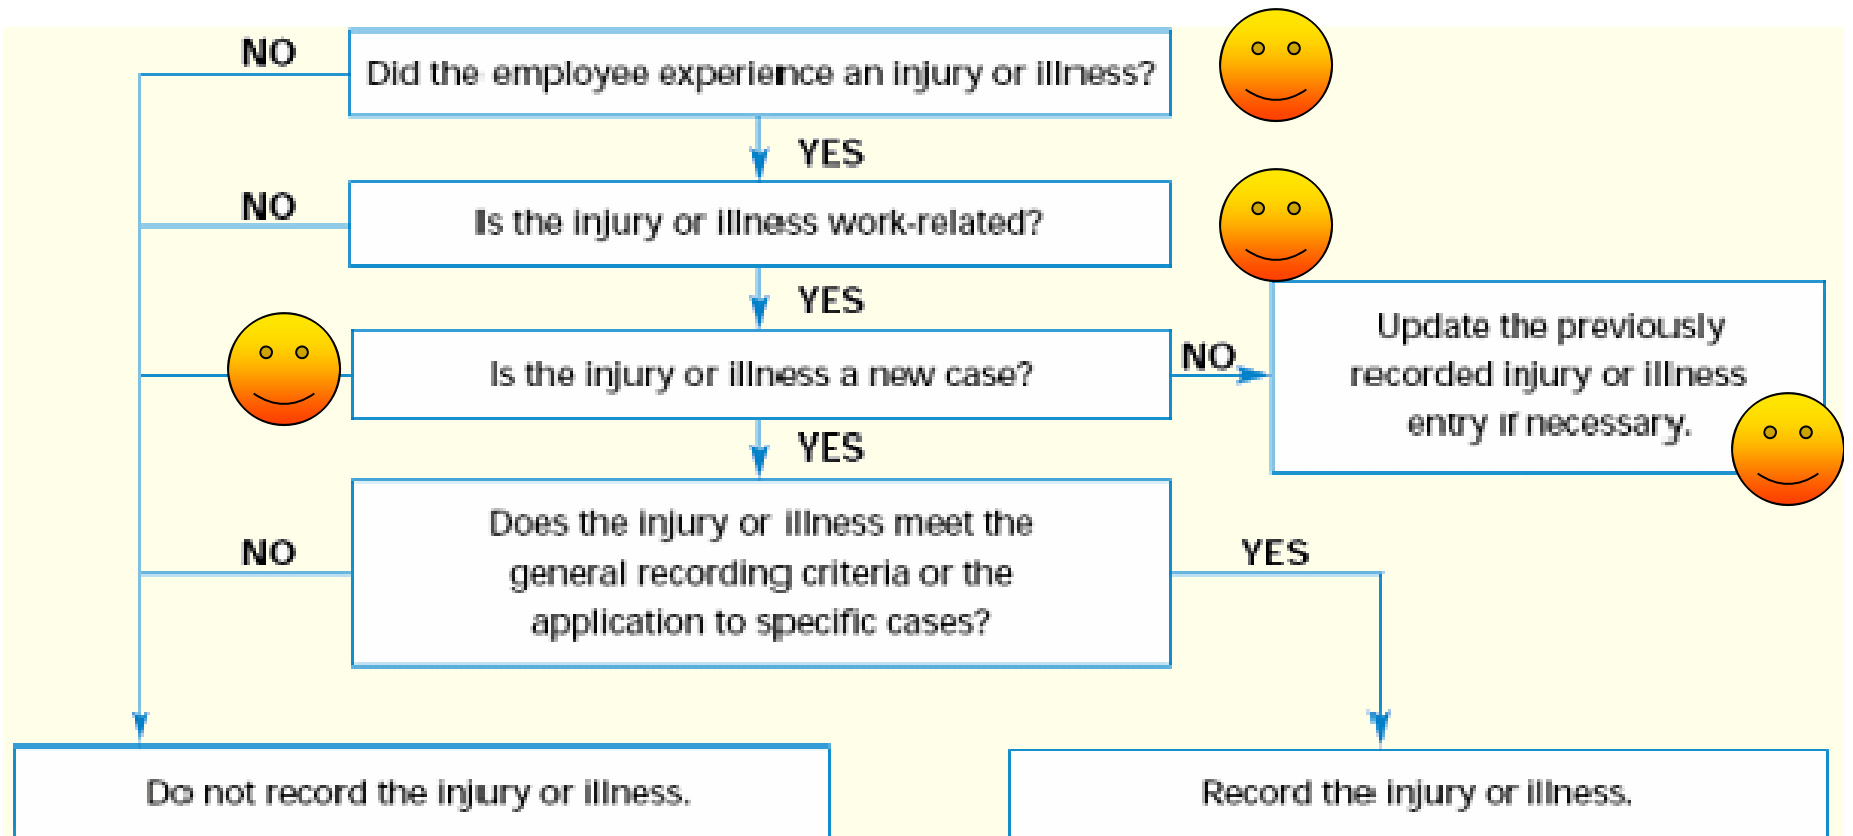 NO
Did the employee experience an injury or illness?
YES
NO
Is the injury or illness work-related?
YES
Is the injury or illness a new case?
NO
Update the previously
recorded injury or illness
entry if necessary.
YES
Does the injury or illness meet the
general recording criteria or the
application to specific cases?
NO
YES
Do not record the injury or illness.
Record the injury or illness.